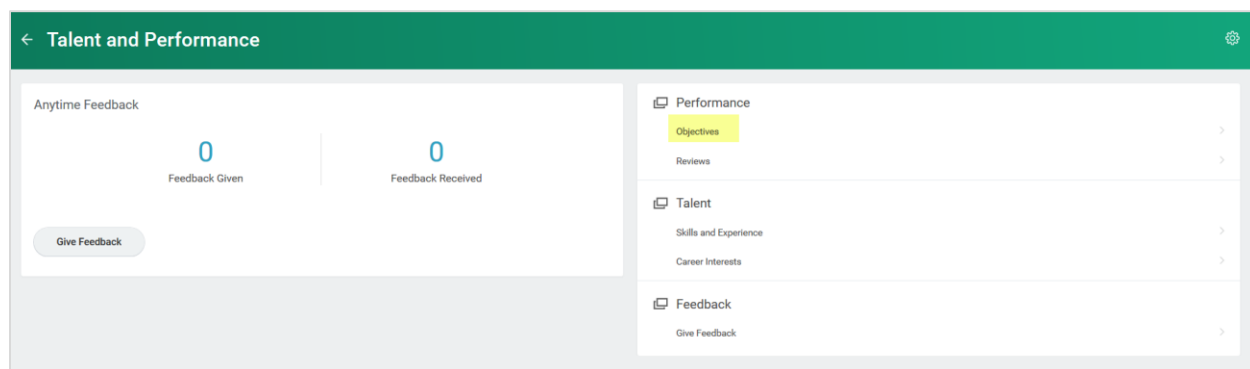 Talent and Performance
Anytime Feedback
0
Feedback Given
0
Feedback Received
Give Feedback
Performance
Objectives
Reviews
Talent
Skills and Experience
Career Interests
Feedback
Give Feedback